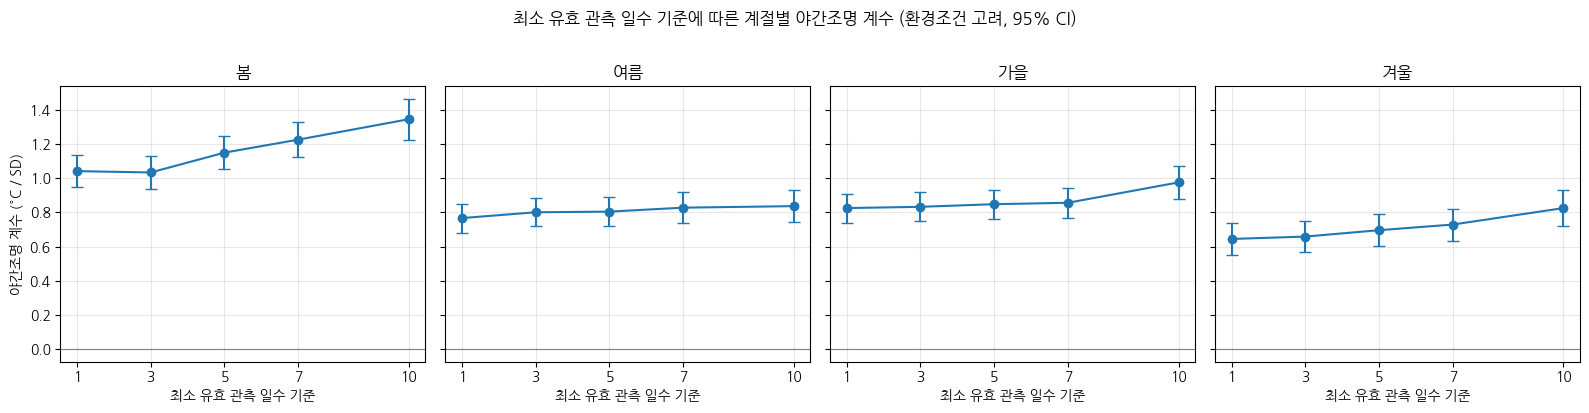 최소 유효 관측 일수 기준에 따른 계절별 야간조명 계수 (환경조건 고려, 95% CI)
봄
여름
가을
겨울
야간조명 계수 (°C / SD)
1.4
1.2
1.0
0.8
0.6
0.4
0.2
0.0
1 3 5 7 10
1 3 5 7 10
1 3 5 7 10
1 3 5 7 10
최소 유효 관측 일수 기준
최소 유효 관측 일수 기준
최소 유효 관측 일수 기준
최소 유효 관측 일수 기준